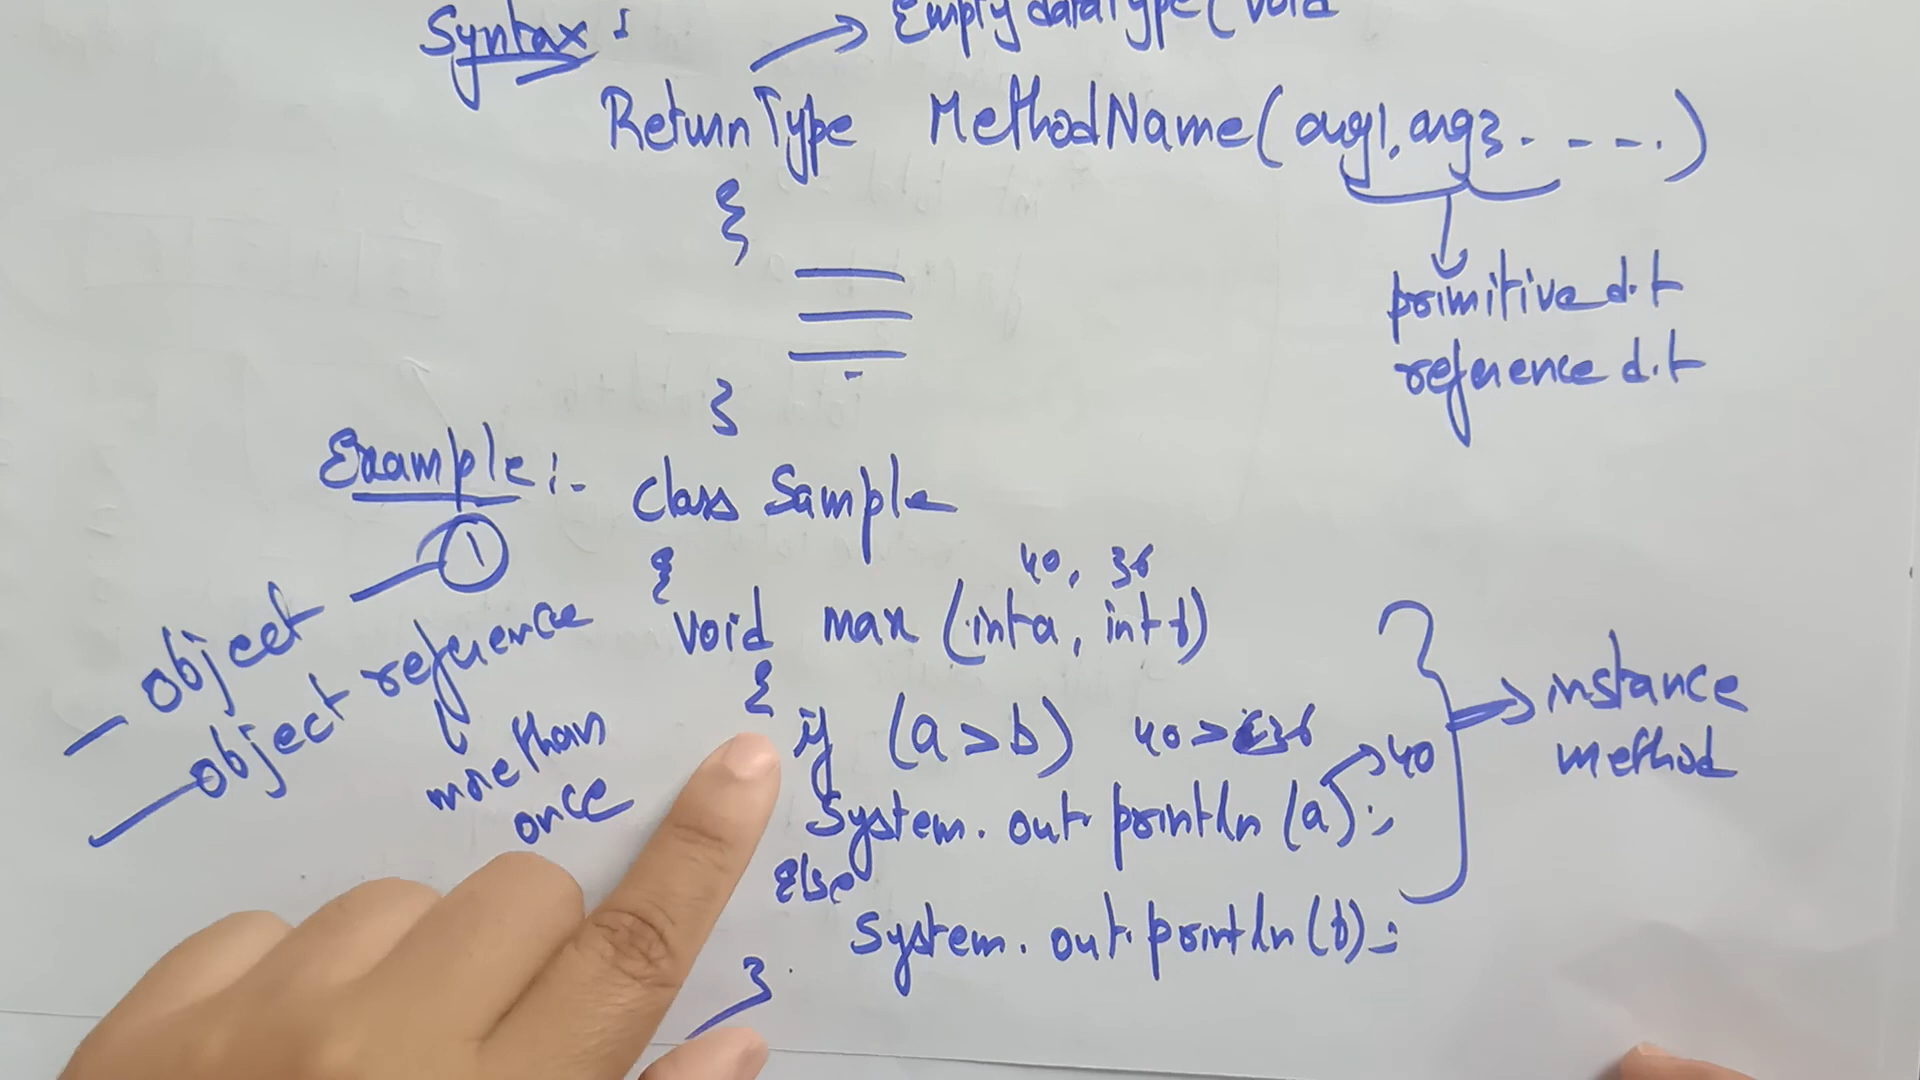 Syntax :
Empty dataType (void
ReturnType MethodName( arg1, arg2 - - - - . )
{
primitive d.t
reference d.t
}
Example :- class Sample
1
{
40, 36
void max (int a, int b)
{
if (a > b) 40 > 36
System. out. println (a) ;
40
else
System. out. println (b) ;
}
instance
method
— object
— object reference
more than
once